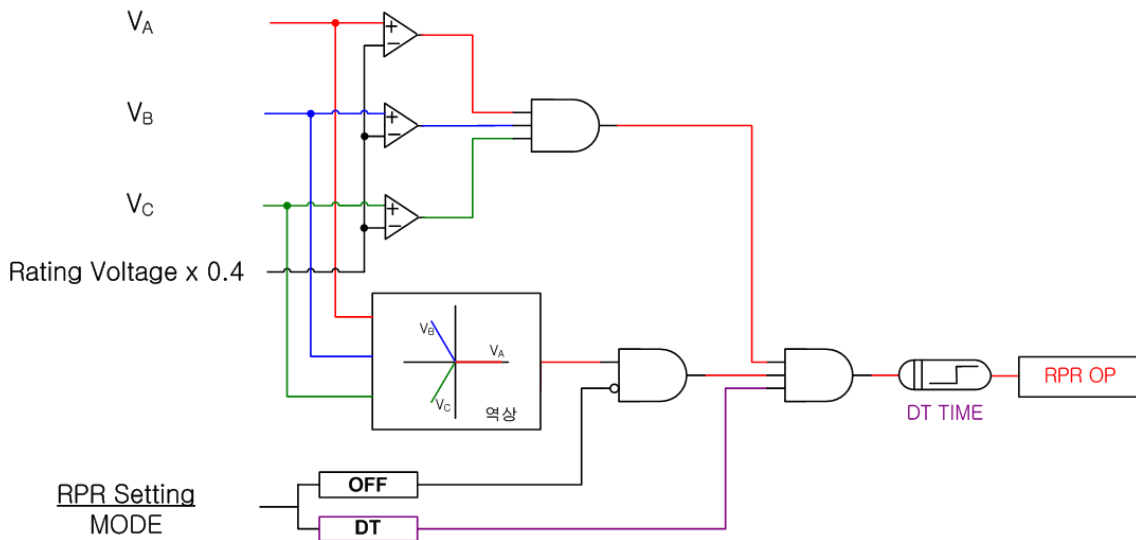 VA
VB
VC
Rating Voltage x 0.4
VB
VA
VC
역상
RPR OP
DT TIME
RPR Setting
MODE
OFF
DT